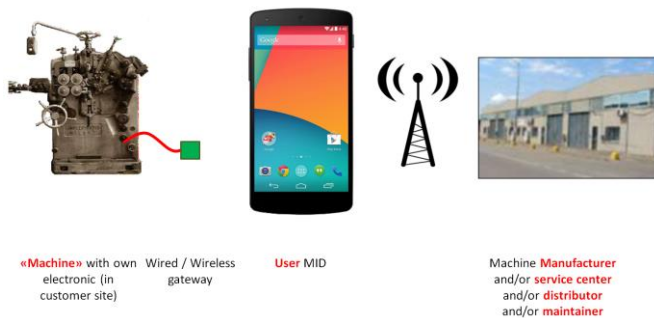 Google
«Machine» with own
electronic (in
customer site)
Wired / Wireless
gateway
User MID
Machine Manufacturer
and/or service center
and/or distributor
and/or maintainer